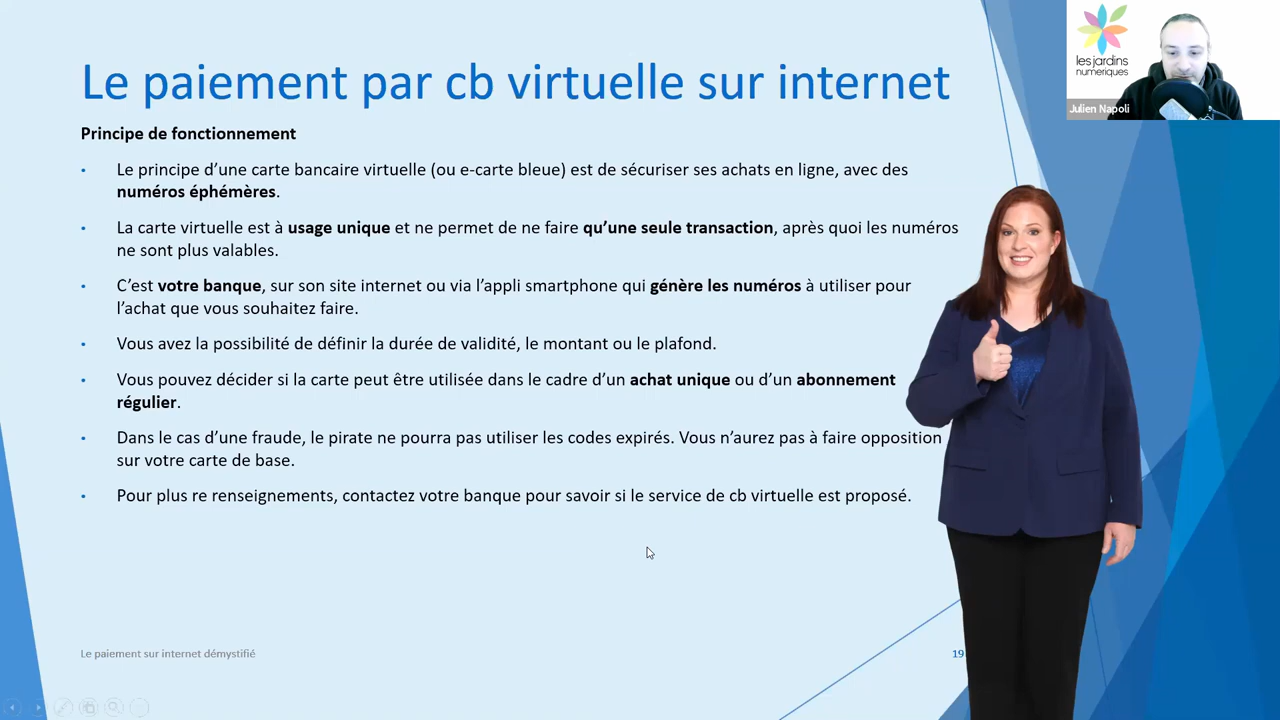 Le paiement par cb virtuelle sur internet
les jardins
numeriques
Julien Napoli
Principe de fonctionnement
Le principe d'une carte bancaire virtuelle (ou e-carte bleue) est de sécuriser ses achats en ligne, avec des
numéros éphémères.
La carte virtuelle est à usage unique et ne permet de ne faire qu'une seule transaction, après quoi les numéros
ne sont plus valables.
C'est votre banque, sur son site internet ou via l'appli smartphone qui génère les numéros à utiliser pour
l'achat que vous souhaitez faire.
Vous avez la possibilité de définir la durée de validité, le montant ou le plafond.
Vous pouvez décider si la carte peut être utilisée dans le cadre d'un achat unique ou d'un abonnement
régulier.
Dans le cas d'une fraude, le pirate ne pourra pas utiliser les codes expirés. Vous n'aurez pas à faire opposition
sur votre carte de base.
Pour plus re renseignements, contactez votre banque pour savoir si le service de cb virtuelle est proposé.
Le paiement sur internet démystifié
19